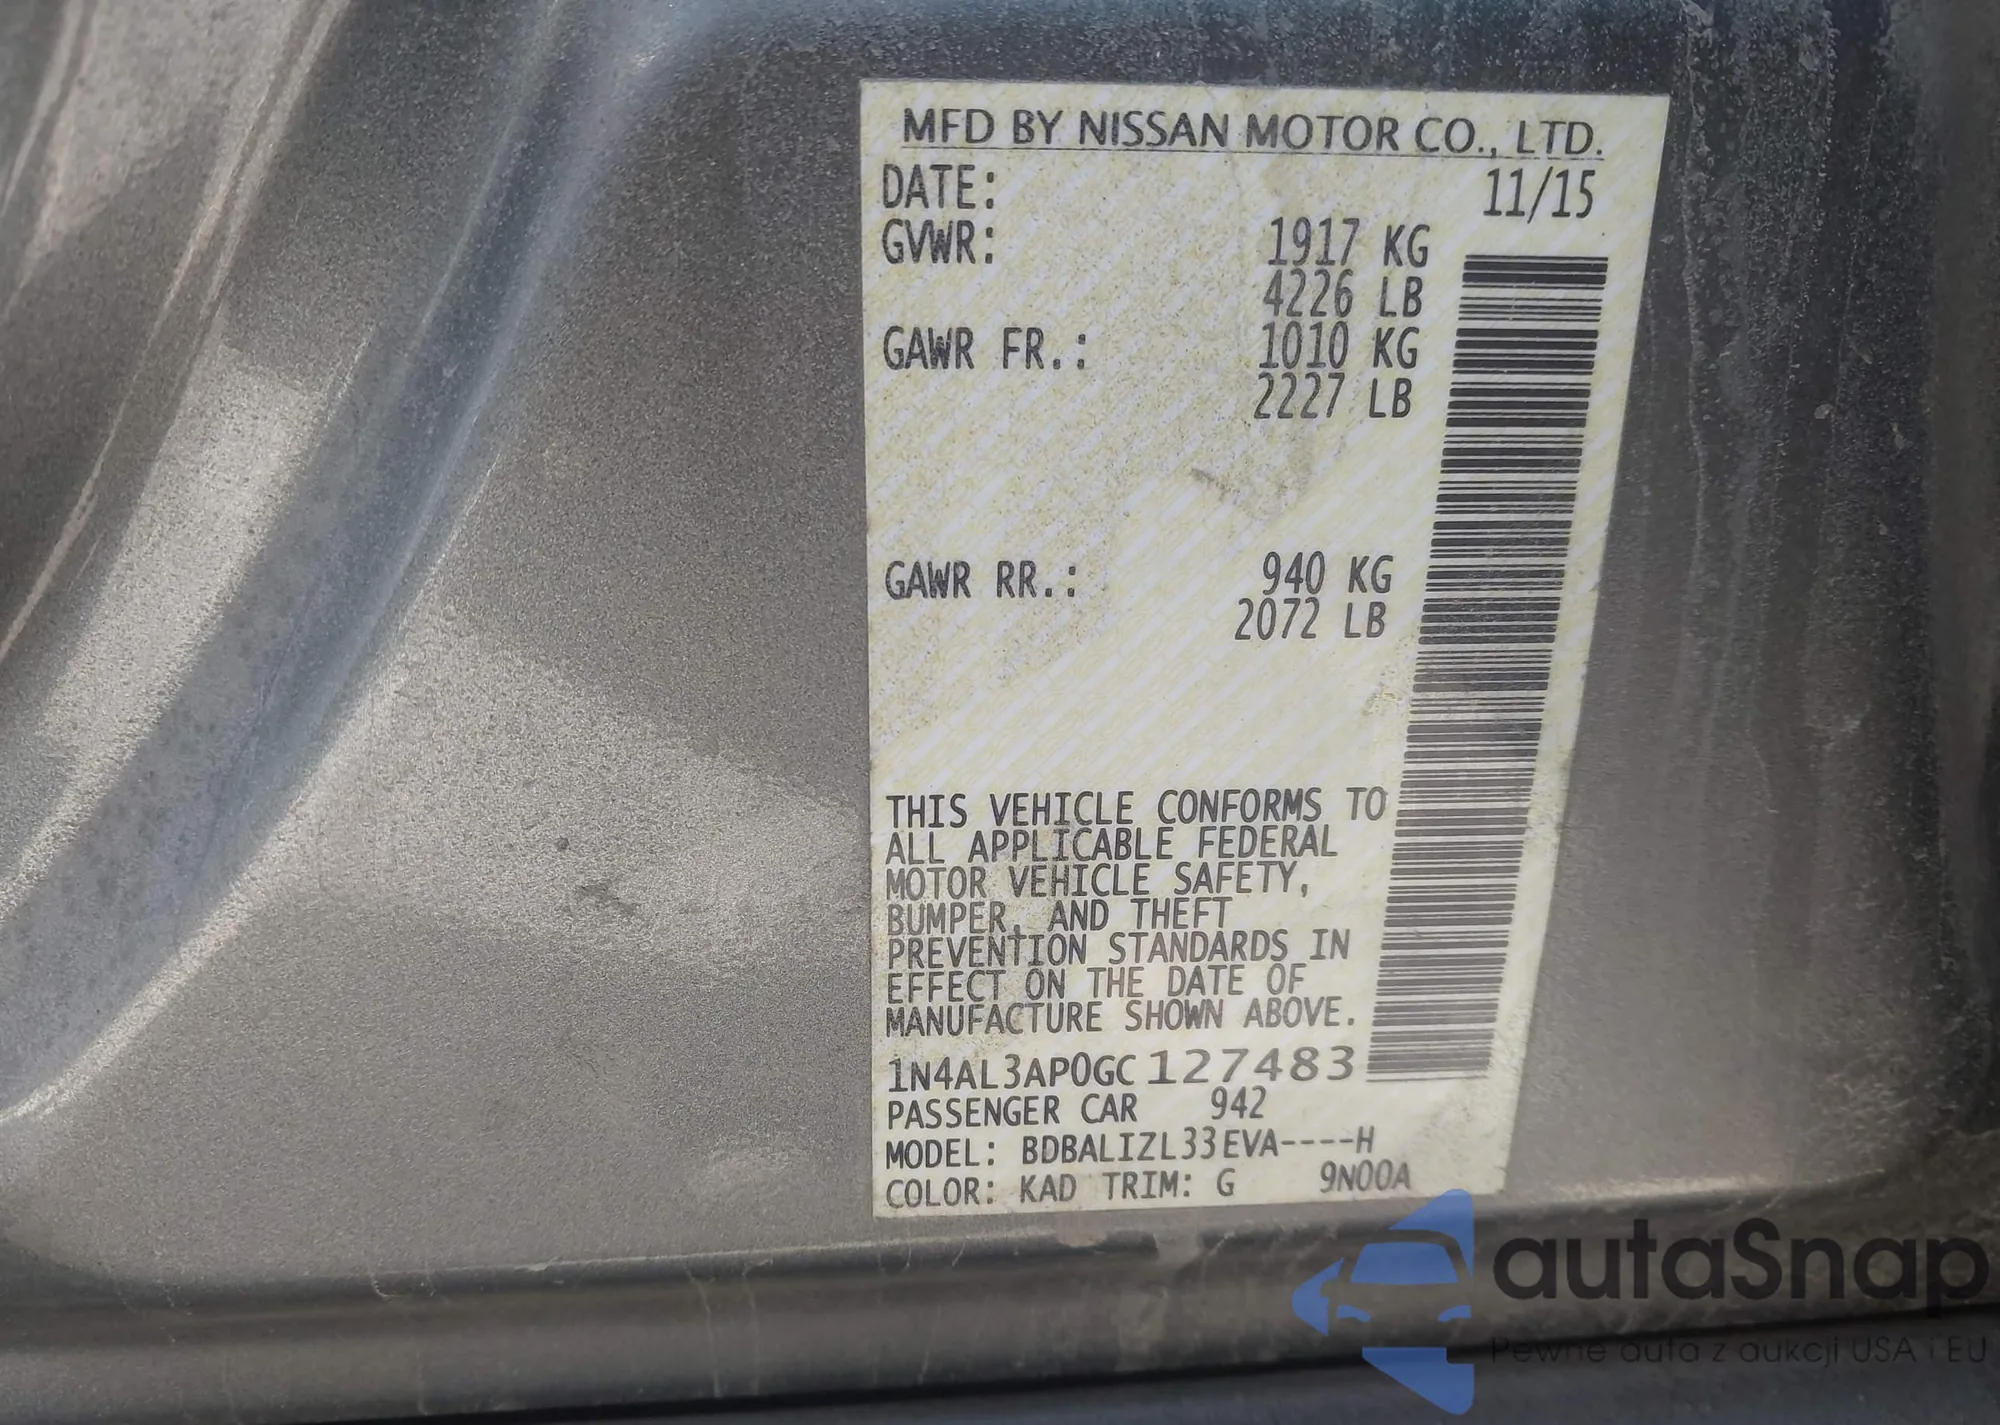 MFD BY NISSAN MOTOR CO., LTD.
DATE: 11/15
GVWR: 1917 KG
4226 LB
GAWR FR.: 1010 KG
2227 LB
GAWR RR.: 940 KG
2072 LB
THIS VEHICLE CONFORMS TO
ALL APPLICABLE FEDERAL
MOTOR VEHICLE SAFETY,
BUMPER, AND THEFT
PREVENTION STANDARDS IN
EFFECT ON THE DATE OF
MANUFACTURE SHOWN ABOVE.
1N4AL3AP0GC127483
PASSENGER CAR 942
MODEL: BDBALIZL33EVA----H
COLOR: KAD TRIM: G 9N00A
autaSnap
Pewne auta z aukcji USA i EU